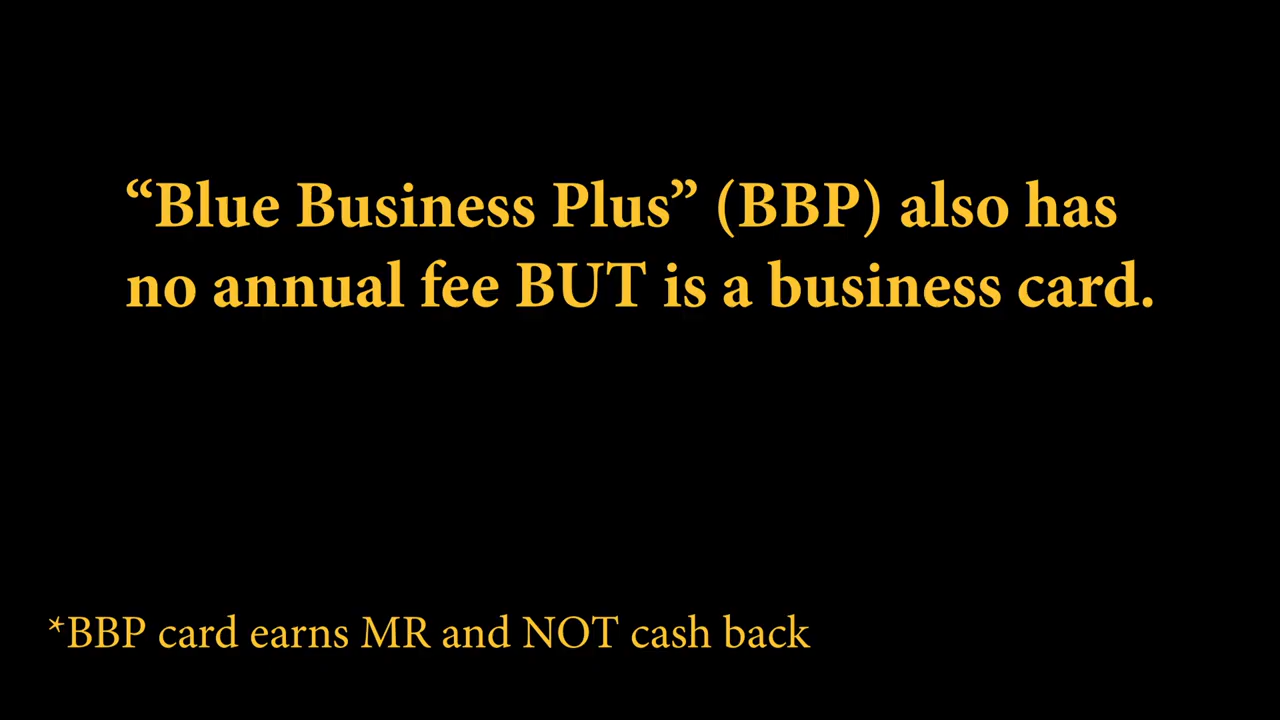 “Blue Business Plus” (BBP) also has
no annual fee BUT is a business card.
*BBP card earns MR and NOT cash back